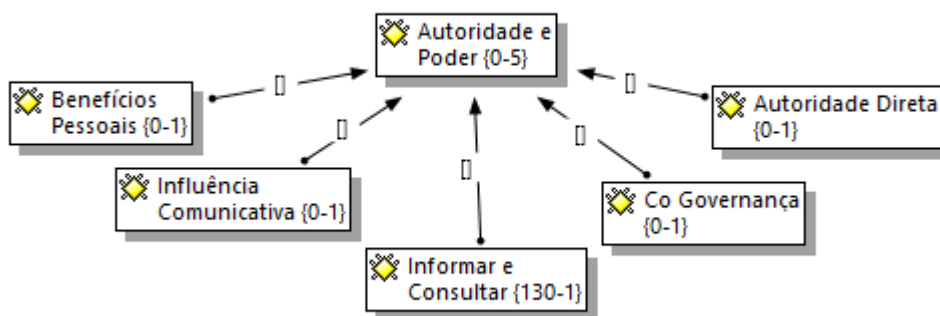 Autoridade e
Poder {0-5}
[]
[]
Benefícios
Pessoais {0-1}
Autoridade Direta
{0-1}
[]
[]
[]
Influência
Comunicativa {0-1}
Co Governança
{0-1}
Informar e
Consultar {130-1}